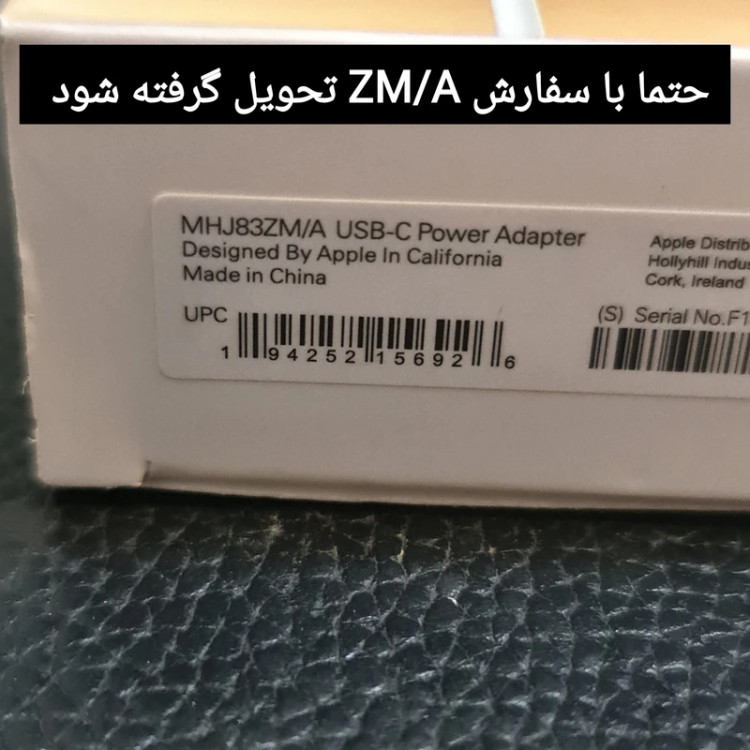 حتما با سفارش ZM/A تحویل گرفته شود
MHJ83ZM/A USB-C Power Adapter
Designed By Apple In California
Made in China
Apple Distrib
Hollyhill Indus
Cork, Ireland
UPC
1 94252 15692 6
(S) Serial No.F1